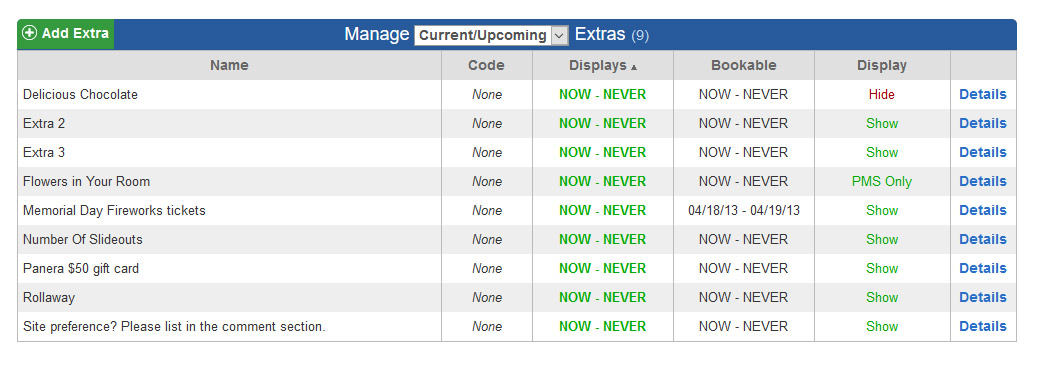 Add Extra Manage Current/Upcoming Extras (9)
Name Code Displays ▲ Bookable Display
Delicious Chocolate None NOW - NEVER NOW - NEVER Hide Details
Extra 2 None NOW - NEVER NOW - NEVER Show Details
Extra 3 None NOW - NEVER NOW - NEVER Show Details
Flowers in Your Room None NOW - NEVER NOW - NEVER PMS Only Details
Memorial Day Fireworks tickets None NOW - NEVER 04/18/13 - 04/19/13 Show Details
Number Of Slideouts None NOW - NEVER NOW - NEVER Show Details
Panera $50 gift card None NOW - NEVER NOW - NEVER Show Details
Rollaway None NOW - NEVER NOW - NEVER Show Details
Site preference? Please list in the comment section. None NOW - NEVER NOW - NEVER Show Details